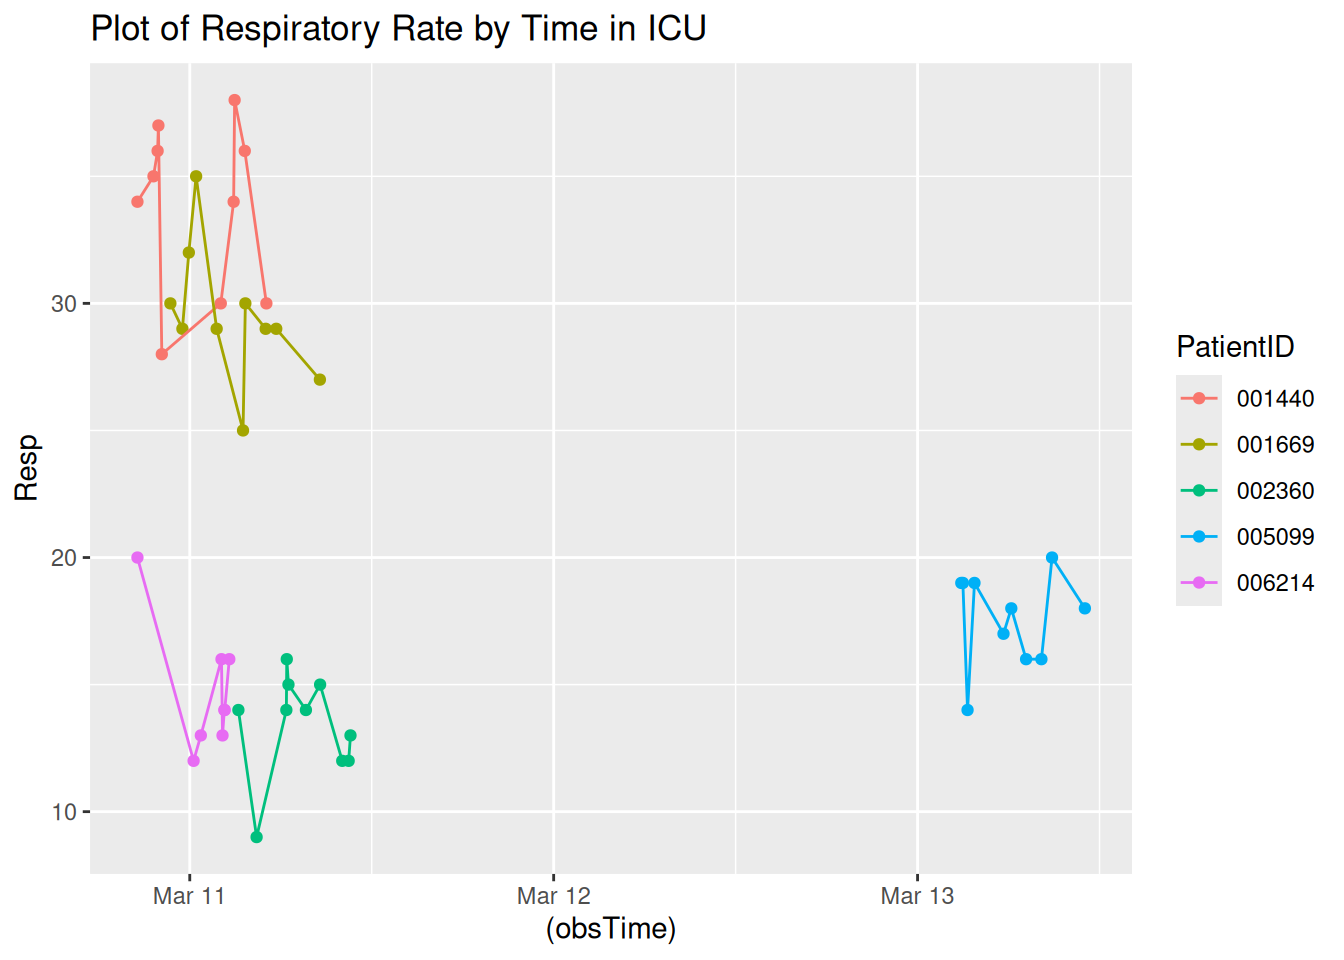 Plot of Respiratory Rate by Time in ICU
30
20
10
Resp
Mar 11
Mar 12
Mar 13
(obsTime)
PatientID
001440
001669
002360
005099
006214